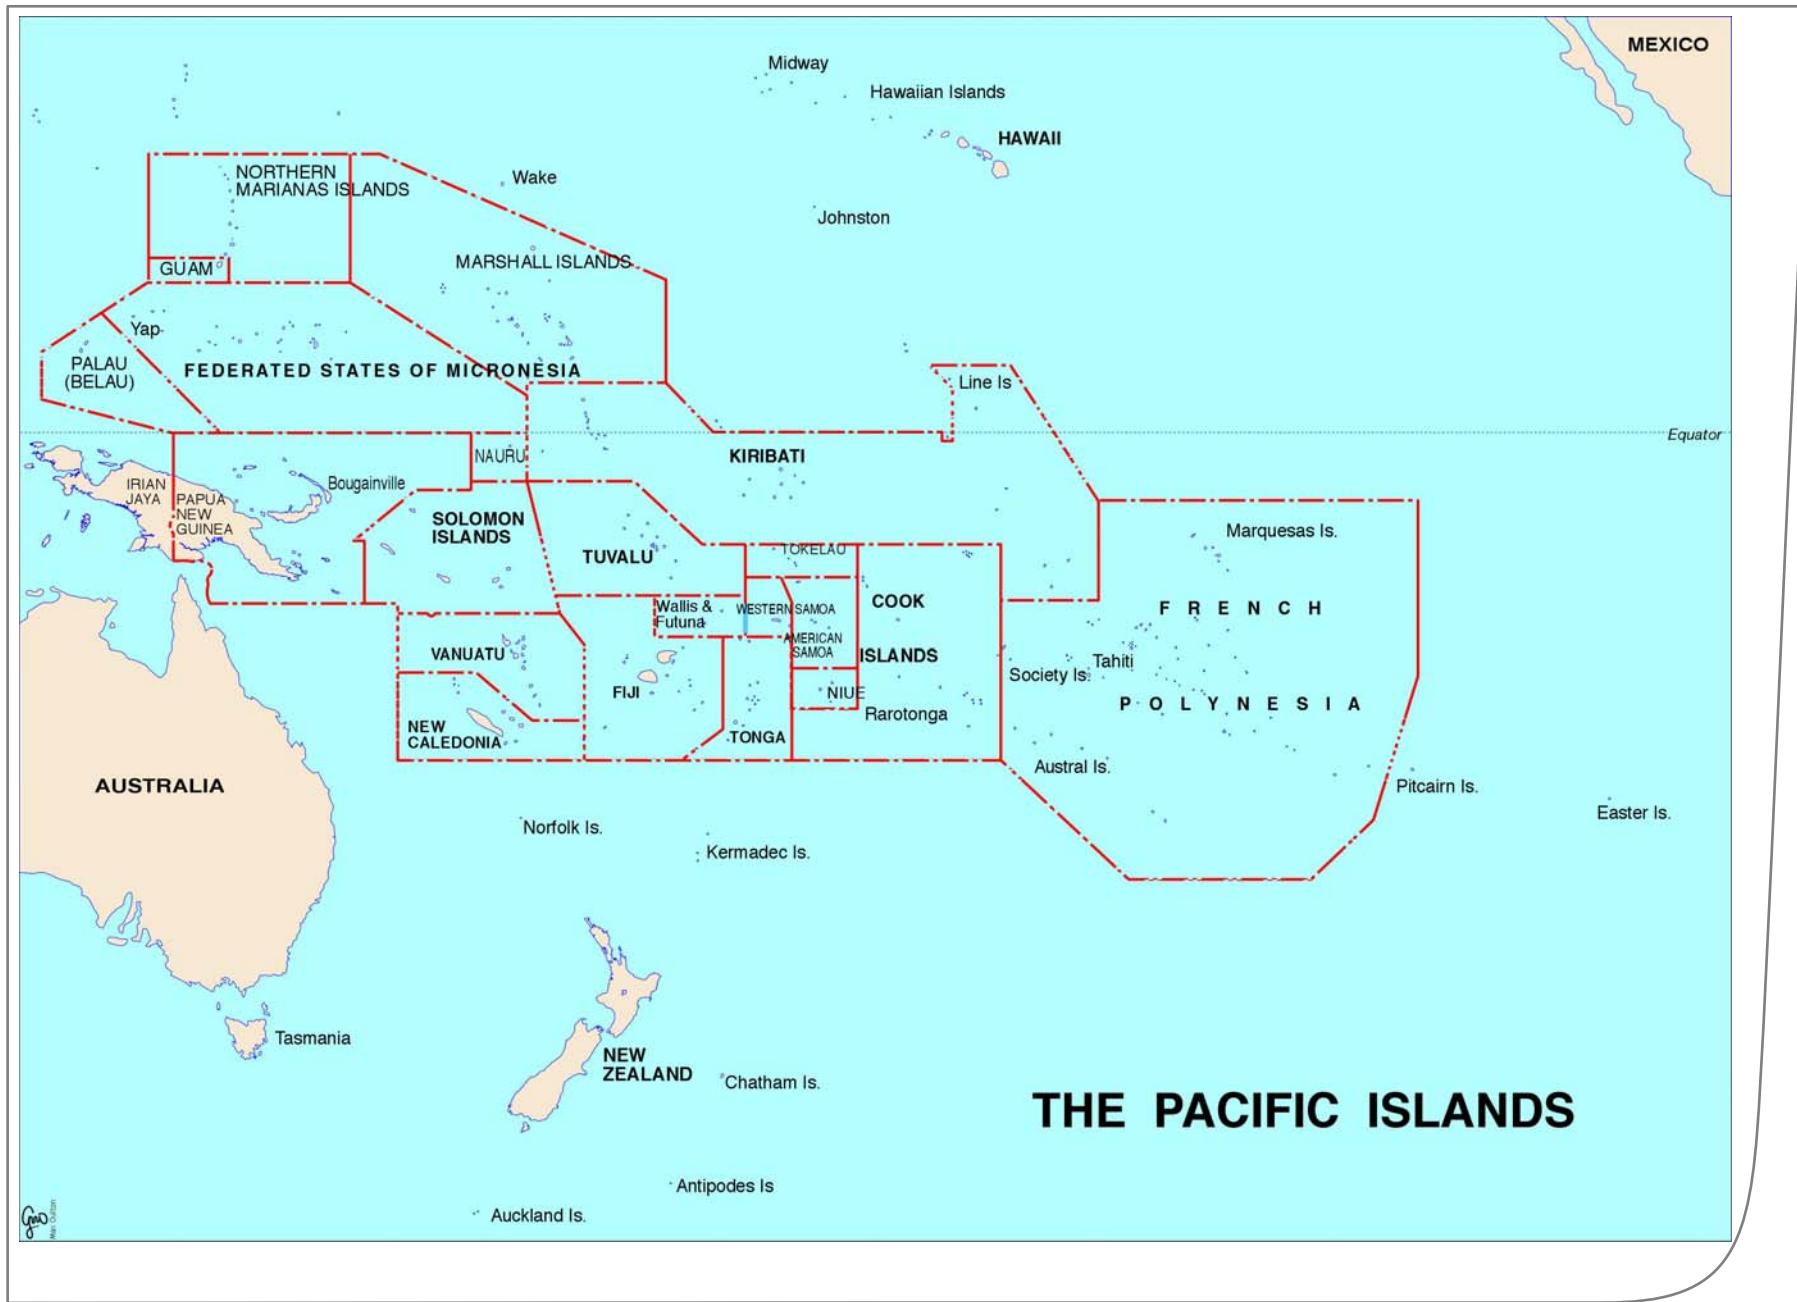 MEXICO
Midway
Hawaiian Islands
HAWAII
NORTHERN
MARIANAS ISLANDS
Wake
Johnston
GUAM
MARSHALL ISLANDS
Yap
PALAU
(BELAU)
FEDERATED STATES OF MICRONESIA
Line Is
Equator
NAURU
KIRIBATI
IRIAN
JAYA
PAPUA
NEW
GUINEA
Bougainville
SOLOMON
ISLANDS
TUVALU
TOKELAU
Marquesas Is.
Wallis &
Futuna
WESTERN SAMOA
COOK
ISLANDS
FRENCH
POLYNESIA
AMERICAN
SAMOA
VANUATU
FIJI
NIUE
Society Is.
Tahiti
Rarotonga
NEW
CALEDONIA
TONGA
Austral Is.
Pitcairn Is.
Easter Is.
AUSTRALIA
Norfolk Is.
Kermadec Is.
Tasmania
NEW
ZEALAND
Chatham Is.
THE PACIFIC ISLANDS
Antipodes Is
Auckland Is.